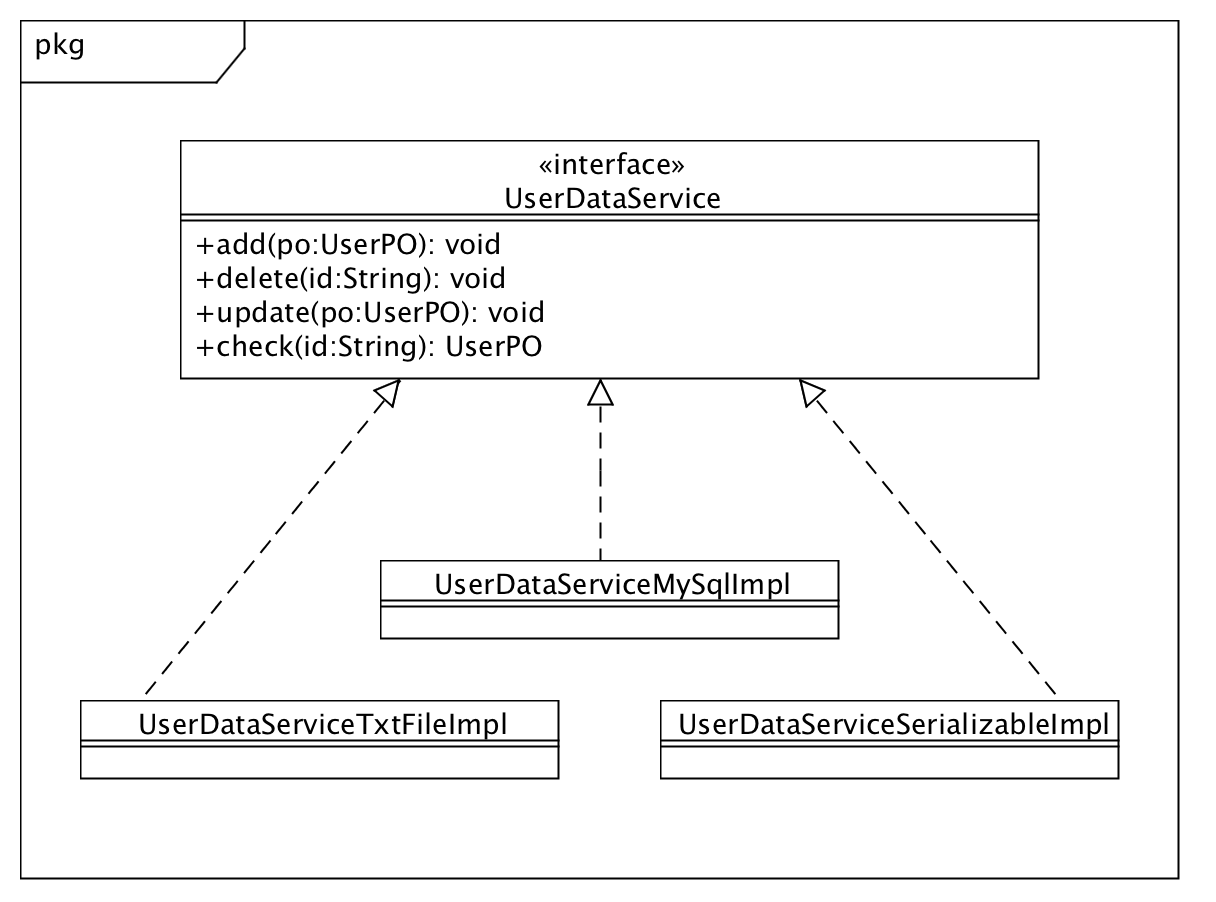 pkg
«interface»
UserDataService
+add(po:UserPO): void
+delete(id:String): void
+update(po:UserPO): void
+check(id:String): UserPO
UserDataServiceMySqlImpl
UserDataServiceTxtFileImpl
UserDataServiceSerializableImpl